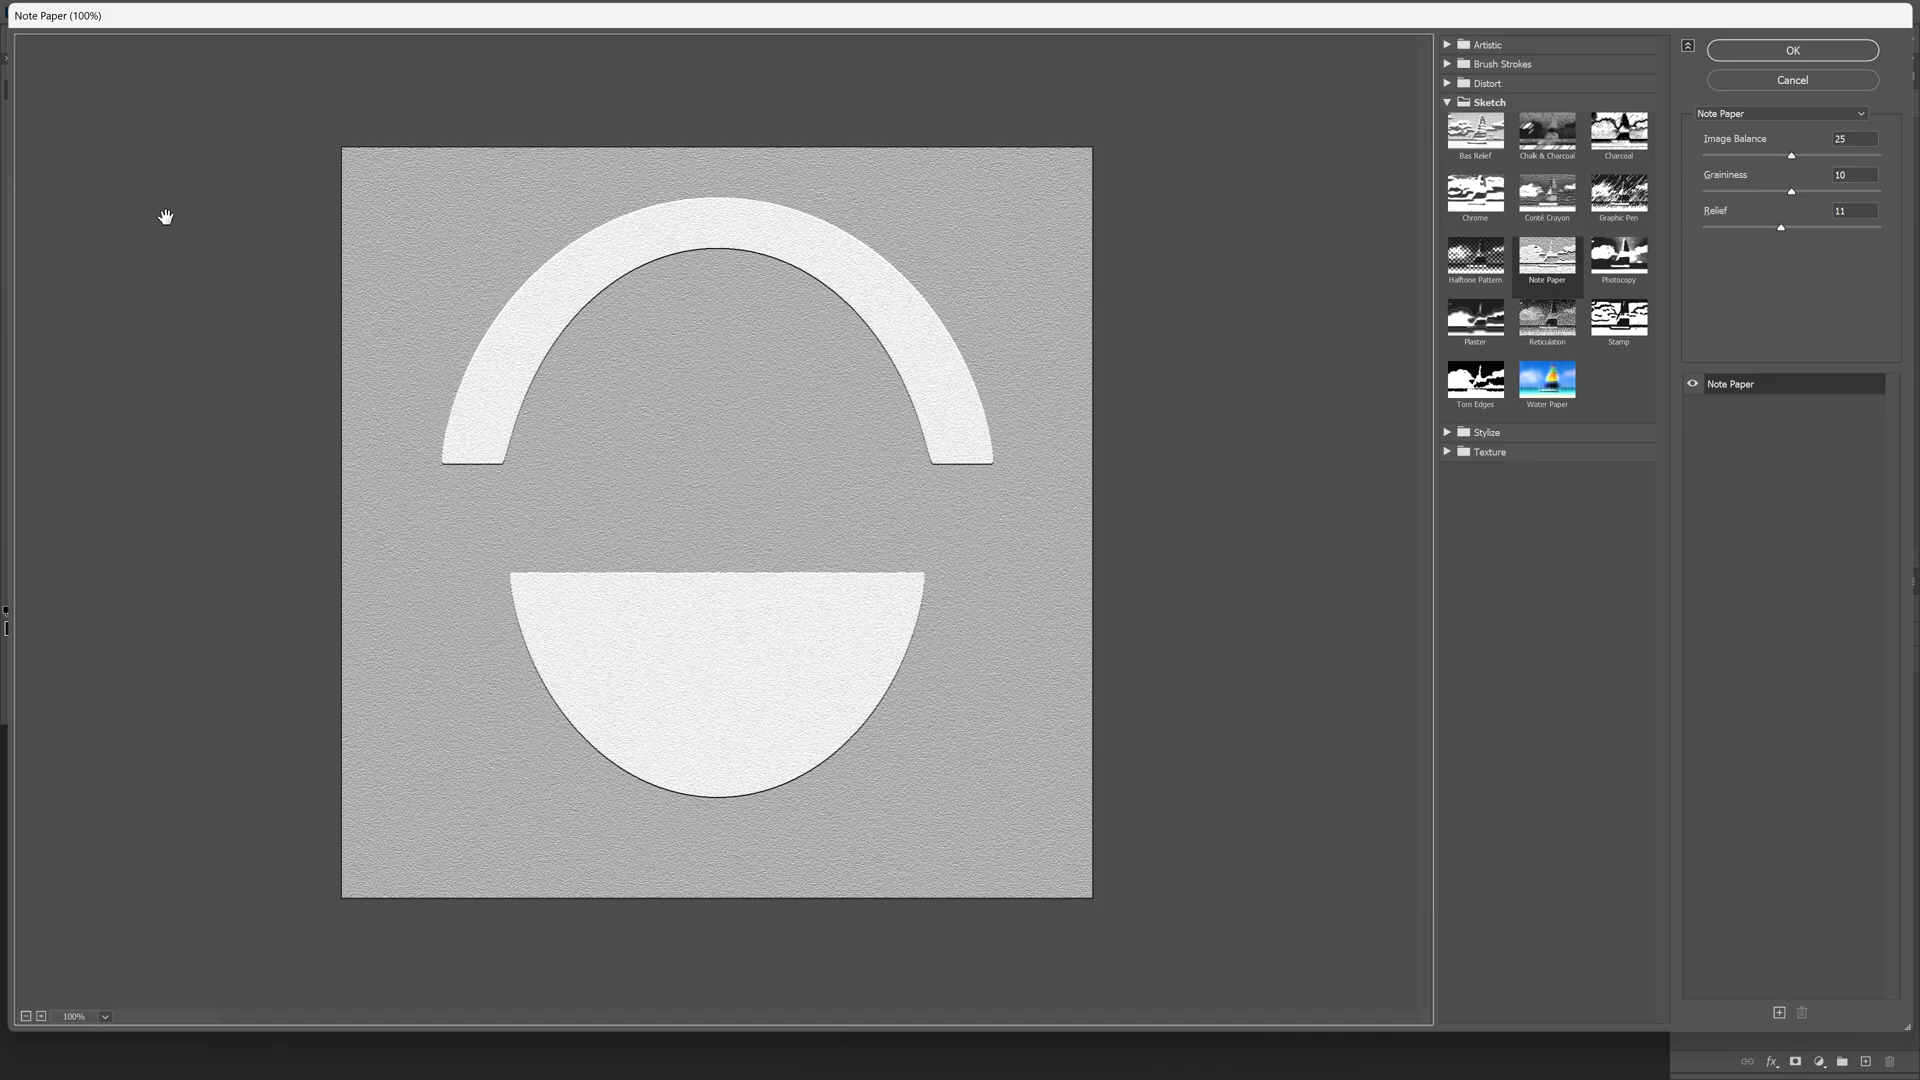 Note Paper (100%)
Artistic
Brush Strokes
Distort
Sketch
Bas Relief
Chalk & Charcoal
Charcoal
Chrome
Conté Crayon
Graphic Pen
Halftone Pattern
Note Paper
Photocopy
Plaster
Reticulation
Stamp
Torn Edges
Water Paper
Stylize
Texture
OK
Cancel
Note Paper
Image Balance 25
Graininess 10
Relief 11
Note Paper
100%
fx